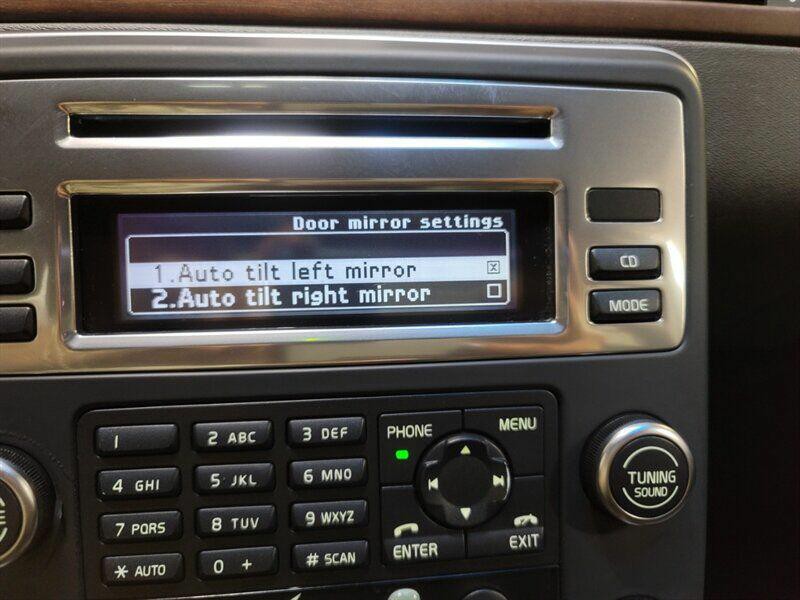 Door mirror settings
1.Auto tilt left mirror
2.Auto tilt right mirror
CD
MODE
1
2 ABC
3 DEF
PHONE
MENU
4 GHI
5 JKL
6 MNO
7 PQRS
8 TUV
9 WXYZ
* AUTO
0 +
# SCAN
ENTER
EXIT
TUNING
SOUND